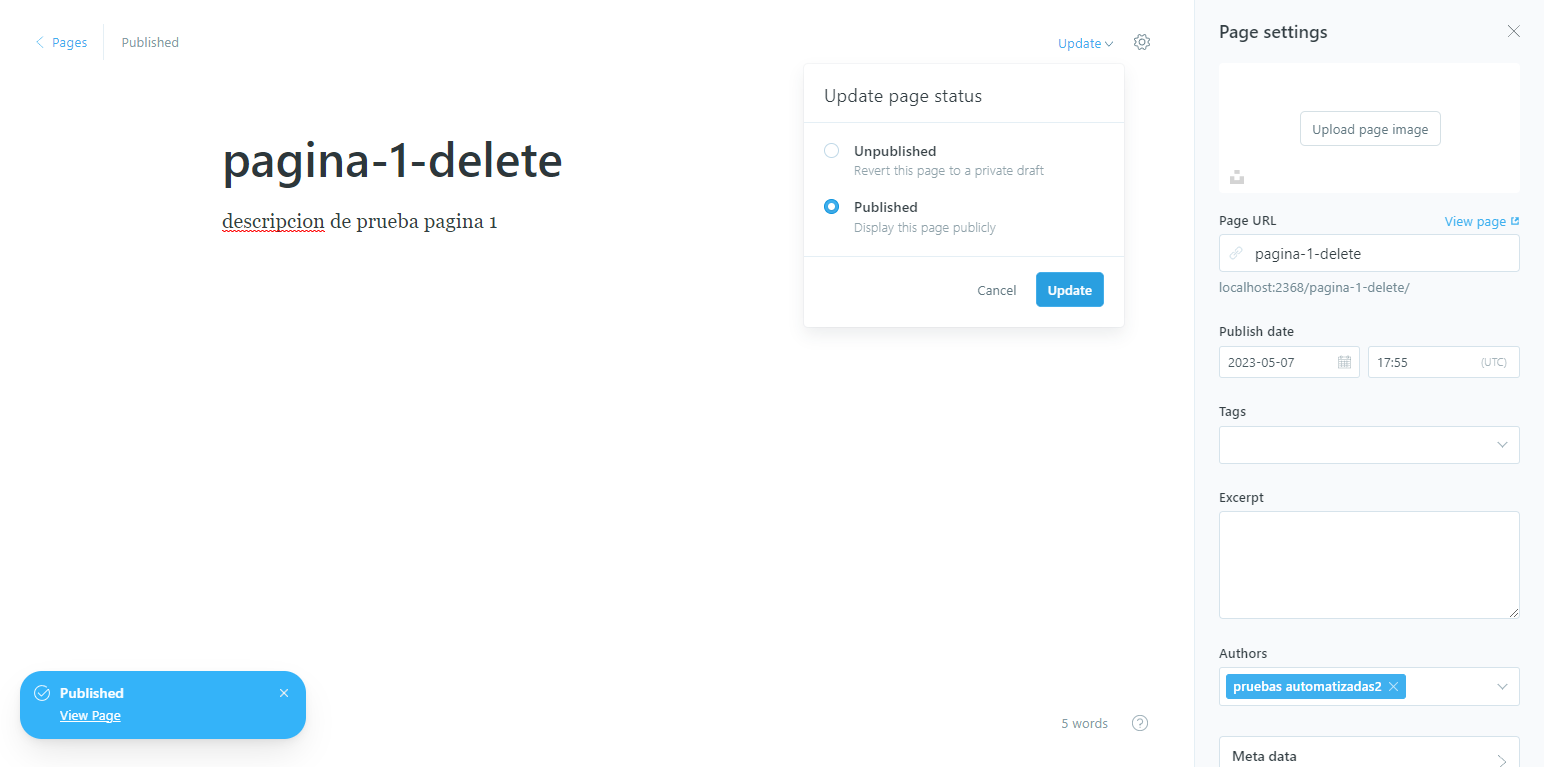 Pages
Published
Update
Update page status
Unpublished
Revert this page to a private draft
Published
Display this page publicly
Cancel
Update
pagina-1-delete
descripcion de prueba pagina 1
Published
View Page
5 words
Page settings
Upload page image
Page URL
View page
pagina-1-delete
localhost:2368/pagina-1-delete/
Publish date
2023-05-07
17:55
(UTC)
Tags
Excerpt
Authors
pruebas automatizadas2
Meta data